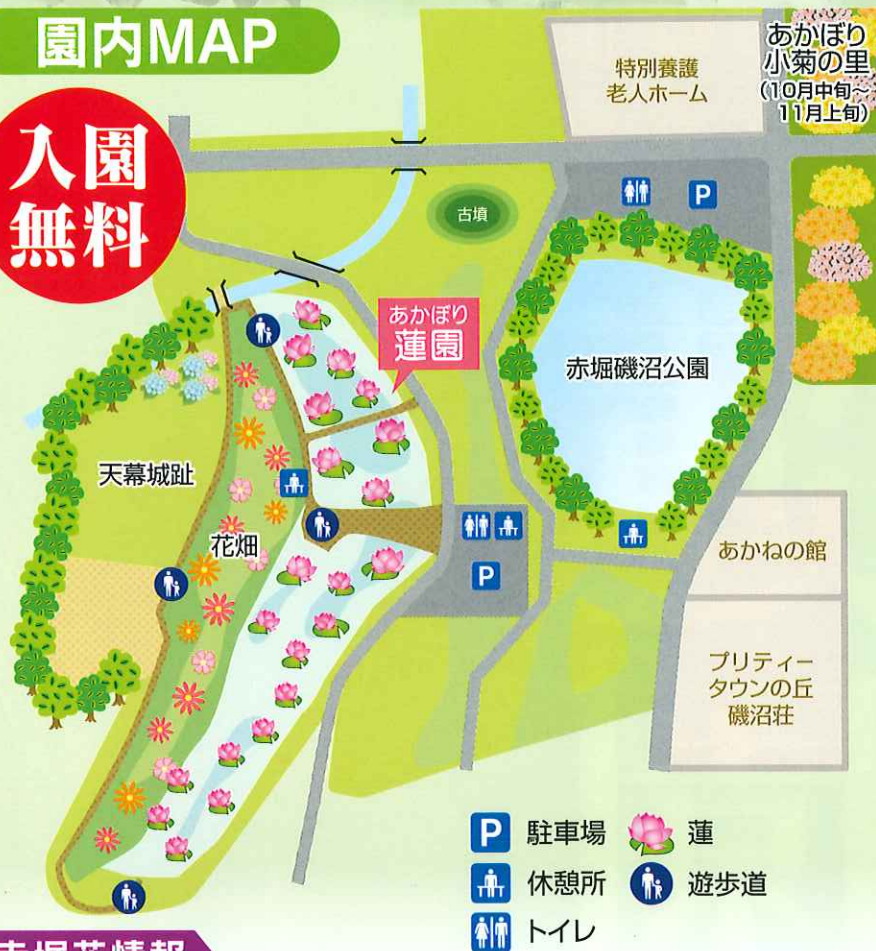 園内MAP
入園
無料
特別養護
老人ホーム
あかぼり
小菊の里
(10月中旬~
11月上旬)
P
古墳
あかぼり
蓮園
赤堀磯沼公園
天幕城趾
花畑
P
あかねの館
プリティー
タウンの丘
磯沼荘
P 駐車場 蓮
休憩所 遊歩道
トイレ